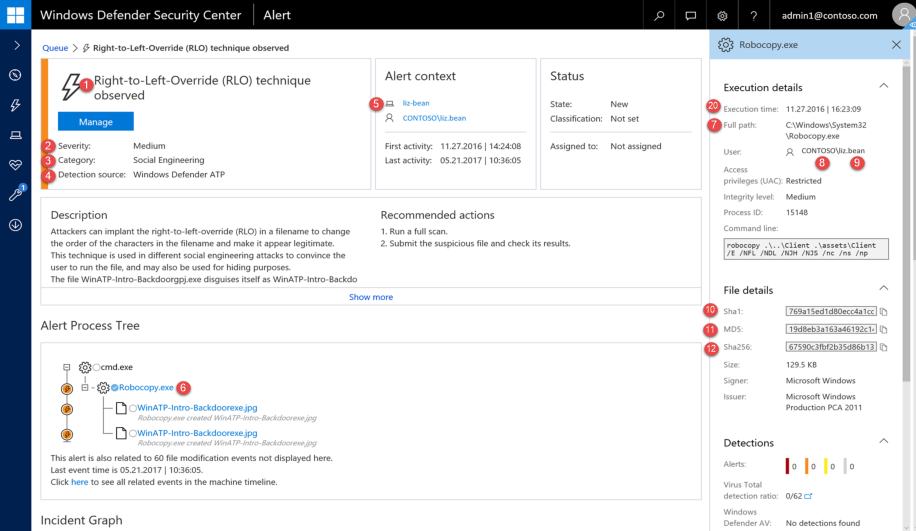 Windows Defender Security Center Alert
? admin1@contoso.com
Queue > Right-to-Left-Override (RLO) technique observed
1 Right-to-Left-Override (RLO) technique
observed
Manage
2 Severity: Medium
3 Category: Social Engineering
4 Detection source: Windows Defender ATP
Alert context
5 liz-bean
CONTOSO\liz.bean
First activity: 11.27.2016 | 14:24:08
Last activity: 05.21.2017 | 10:36:05
Status
State: New
Classification: Not set
Assigned to: Not assigned
1
Description
Attackers can implant the right-to-left-override (RLO) in a filename to change
the order of the characters in the filename and make it appear legitimate.
This technique is used in different social engineering attacks to convince the
user to run the file, and may also be used for hiding purposes.
The file WinATP-Intro-Backdoorgpj.exe disguises itself as WinATP-Intro-Backdo
Recommended actions
1. Run a full scan.
2. Submit the suspicious file and check its results.
Show more
Alert Process Tree
cmd.exe
Robocopy.exe 6
WinATP-Intro-Backdoorexe.jpg
Robocopy.exe created WinATP-Intro-Backdoorexe.jpg
WinATP-Intro-Backdoorexe.jpg
Robocopy.exe created WinATP-Intro-Backdoorexe.jpg
This alert is also related to 60 file modification events not displayed here.
Last event time is 05.21.2017 | 10:36:05.
Click here to see all related events in the machine timeline.
Incident Graph
Robocopy.exe
Execution details
20 Execution time: 11.27.2016 | 16:23:09
7 Full path: C:\Windows\System32
\Robocopy.exe
User: CONTOSO\liz.bean
8 9
Access
privileges (UAC): Restricted
Integrity level: Medium
Process ID: 15148
Command line:
robocopy .\..\Client .\assets\Client
/E /NFL /NDL /NJH /NJS /nc /ns /np
File details
10 Sha1: 769a15ed1d80ecc4a1cc
11 MD5: 19d8eb3a163a46192c1
12 Sha256: 67590c3fbf2b35d86b13
Size: 129.5 KB
Signer: Microsoft Windows
Issuer: Microsoft Windows
Production PCA 2011
Detections
Alerts: 0 0 0 0
Virus Total
detection ratio: 0/62
Windows
Defender AV: No detections found